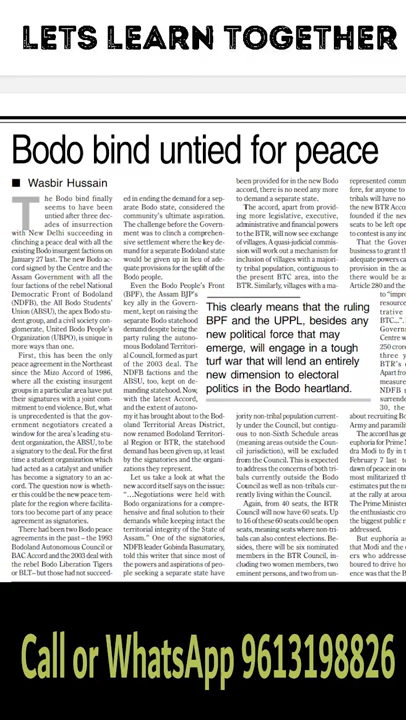 LETS LEARN TOGETHER
Bodo bind untied for peace
■ Wasbir Hussain
The Bodo bind finally
seems to have been
untied after three dec-
ades of insurrection
with New Delhi succeeding in
clinching a peace deal with all the
existing Bodo insurgent factions on
January 27 last. The new Bodo ac-
cord signed by the Centre and the
Assam Government with all the
four factions of the rebel National
Democratic Front of Bodoland
(NDFB), the All Bodo Students'
Union (ABSU), the apex Bodo stu-
dent group, and a civil society con-
glomerate, United Bodo People's
Organization (UBPO), is unique in
more ways than one.
First, this has been the only
peace agreement in the Northeast
since the Mizo Accord of 1986,
where all the existing insurgent
groups in a particular area have put
their signatures with a joint com-
mitment to end violence. But, what
is unprecedented is that the gov-
ernment negotiators created a
window for the area's leading stu-
dent organization, the ABSU, to be
a signatory to the deal. For the first
time a student organization which
had acted as a catalyst and unifier
has become a signatory to an ac-
cord. The question now is wheth-
er this could be the new peace tem-
plate for the region where facilita-
tors too become part of any peace
agreement as signatories.
There had been two Bodo peace
agreements in the past – the 1993
Bodoland Autonomous Council or
BAC Accord and the 2003 deal with
the rebel Bodo Liberation Tigers
or BLT– but those had not succeed-
ed in ending the demand for a sep-
arate Bodo state, considered the
community's ultimate aspiration.
The challenge before the Govern-
ment was to clinch a comprehen-
sive settlement where the key de-
mand for a separate Bodoland state
would be given up in lieu of ade-
quate provisions for the uplift of the
Bodo people.
Even the Bodo People's Front
(BPF), the Assam BJP's
key ally in the Govern-
ment, kept on raising the
separate Bodo statehood
demand despite being the
party ruling the autono-
mous Bodoland Territori-
al Council, formed as part
of the 2003 deal. The
NDFB factions and the
ABSU, too, kept on de-
manding statehood. Now,
with the latest Accord,
and the extent of autono-
my it has brought about to the Bod-
oland Territorial Areas District,
now renamed Bodoland Territori-
al Region or BTR, the statehood
demand has been given up, at least
by the signatories and the organi-
zations they represent.
Let us take a look at what the
new accord itself says on the issue:
"...Negotiations were held with
Bodo organizations for a compre-
hensive and final solution to their
demands while keeping intact the
territorial integrity of the State of
Assam." One of the signatories,
NDFB leader Gobinda Basumatary,
told this writer that since most of
the powers and aspirations of peo-
ple seeking a separate state have
been provided for in the new Bodo
accord, there is no need any more
to demand a separate state.
The accord, apart from provid-
ing more legislative, executive,
administrative and financial powers
to the BTR, will now see exchange
of villages. A quasi-judicial commis-
sion will work out a mechanism for
inclusion of villages with a majori-
ty tribal population, contiguous to
the present BTC area, into the
BTR. Similarly, villages with a ma-
This clearly means that the ruling
BPF and the UPPL, besides any
new political force that may
emerge, will engage in a tough
turf war that will lend an entirely
new dimension to electoral
politics in the Bodo heartland.
jority non-tribal population current-
ly under the Council, but contigu-
ous to non-Sixth Schedule areas
(meaning areas outside the Coun-
cil jurisdiction), will be excluded
from the Council. This is expected
to address the concerns of both tri-
bals currently outside the Bodo
Council as well as non-tribals cur-
rently living within the Council.
Again, from 40 seats, the BTR
Council will now have 60 seats. Up
to 16 of these 60 seats could be open
seats, meaning seats where non-tri-
bals can also contest elections. Be-
sides, there will be six nominated
members in the BTR Council, in-
cluding two women members, two
eminent persons, and two from un-
represented comm
fore, for anyone to
tribals will have no
the new BTR Accor
founded if the new
seats to be left ope
to contest is any inc
That the Gover
business to grant th
adequate powers ca
provision in the ac
there would be am
Article 280 and the
to "impr
resource
trative
BTC..."
Govern
Centre w
250 cror
three y
BTR's d
Apart fro
measure
NDFB r
surrende
30, the
about recruiting Bo
Army and paramilit
The accord has ge
dra Modi to fly in t
February 7 last to
dawn of peace in on
most militarized th
estimates put the n
at the rally at aroun
The Prime Minister
the enthusiastic cro
the biggest public r
addressed.
But euphoria as
that Modi and the o
ers who addresse
boured to drive hom
ence was that the B
Call or WhatsApp 9613198826